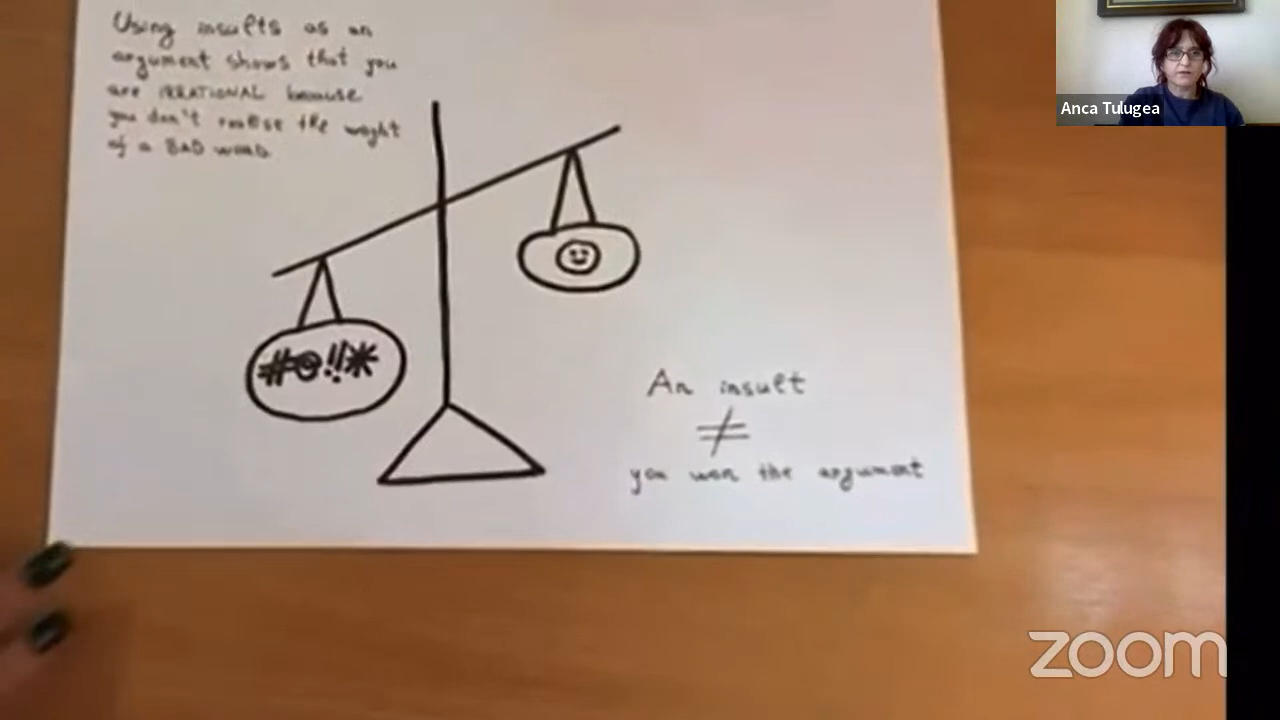 Using insults as an
argument shows that you
are IRRATIONAL because
you don't realise the weight
of a BAD WORD
#@!!*
An insult
≠
you won the argument
Anca Tulugea
zoom